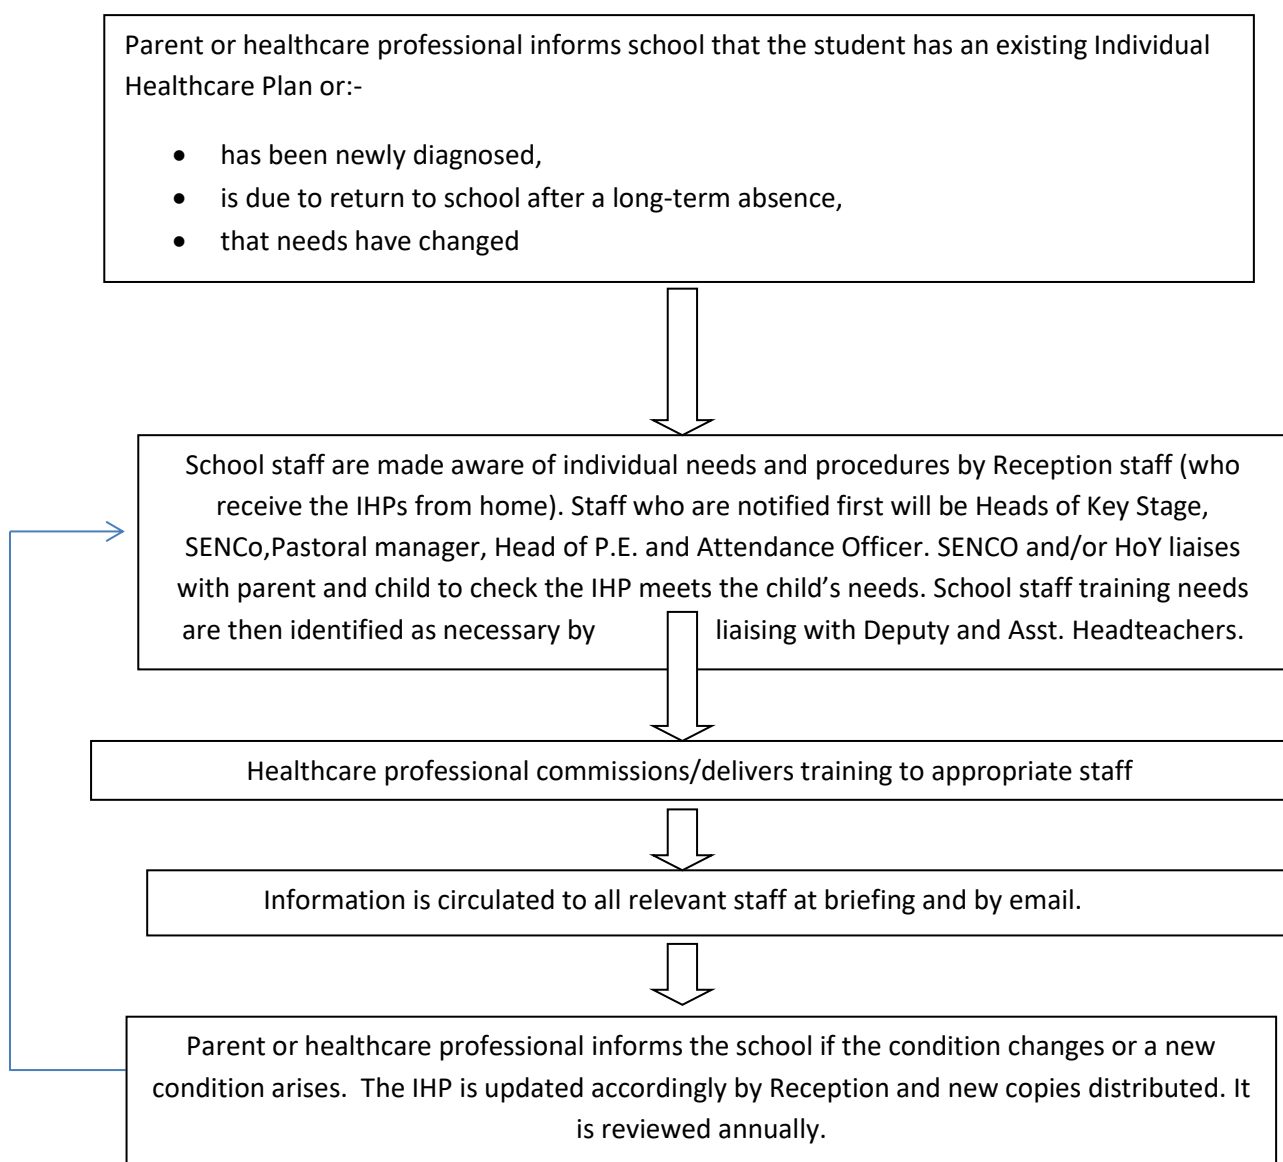 Parent or healthcare professional informs school that the student has an existing Individual
Healthcare Plan or:-
• has been newly diagnosed,
• is due to return to school after a long-term absence,
• that needs have changed
School staff are made aware of individual needs and procedures by Reception staff (who
receive the IHPs from home). Staff who are notified first will be Heads of Key Stage,
SENCo,Pastoral manager, Head of P.E. and Attendance Officer. SENCO and/or HoY liaises
with parent and child to check the IHP meets the child’s needs. School staff training needs
are then identified as necessary by liaising with Deputy and Asst. Headteachers.
Healthcare professional commissions/delivers training to appropriate staff
Information is circulated to all relevant staff at briefing and by email.
Parent or healthcare professional informs the school if the condition changes or a new
condition arises.  The IHP is updated accordingly by Reception and new copies distributed. It
is reviewed annually.